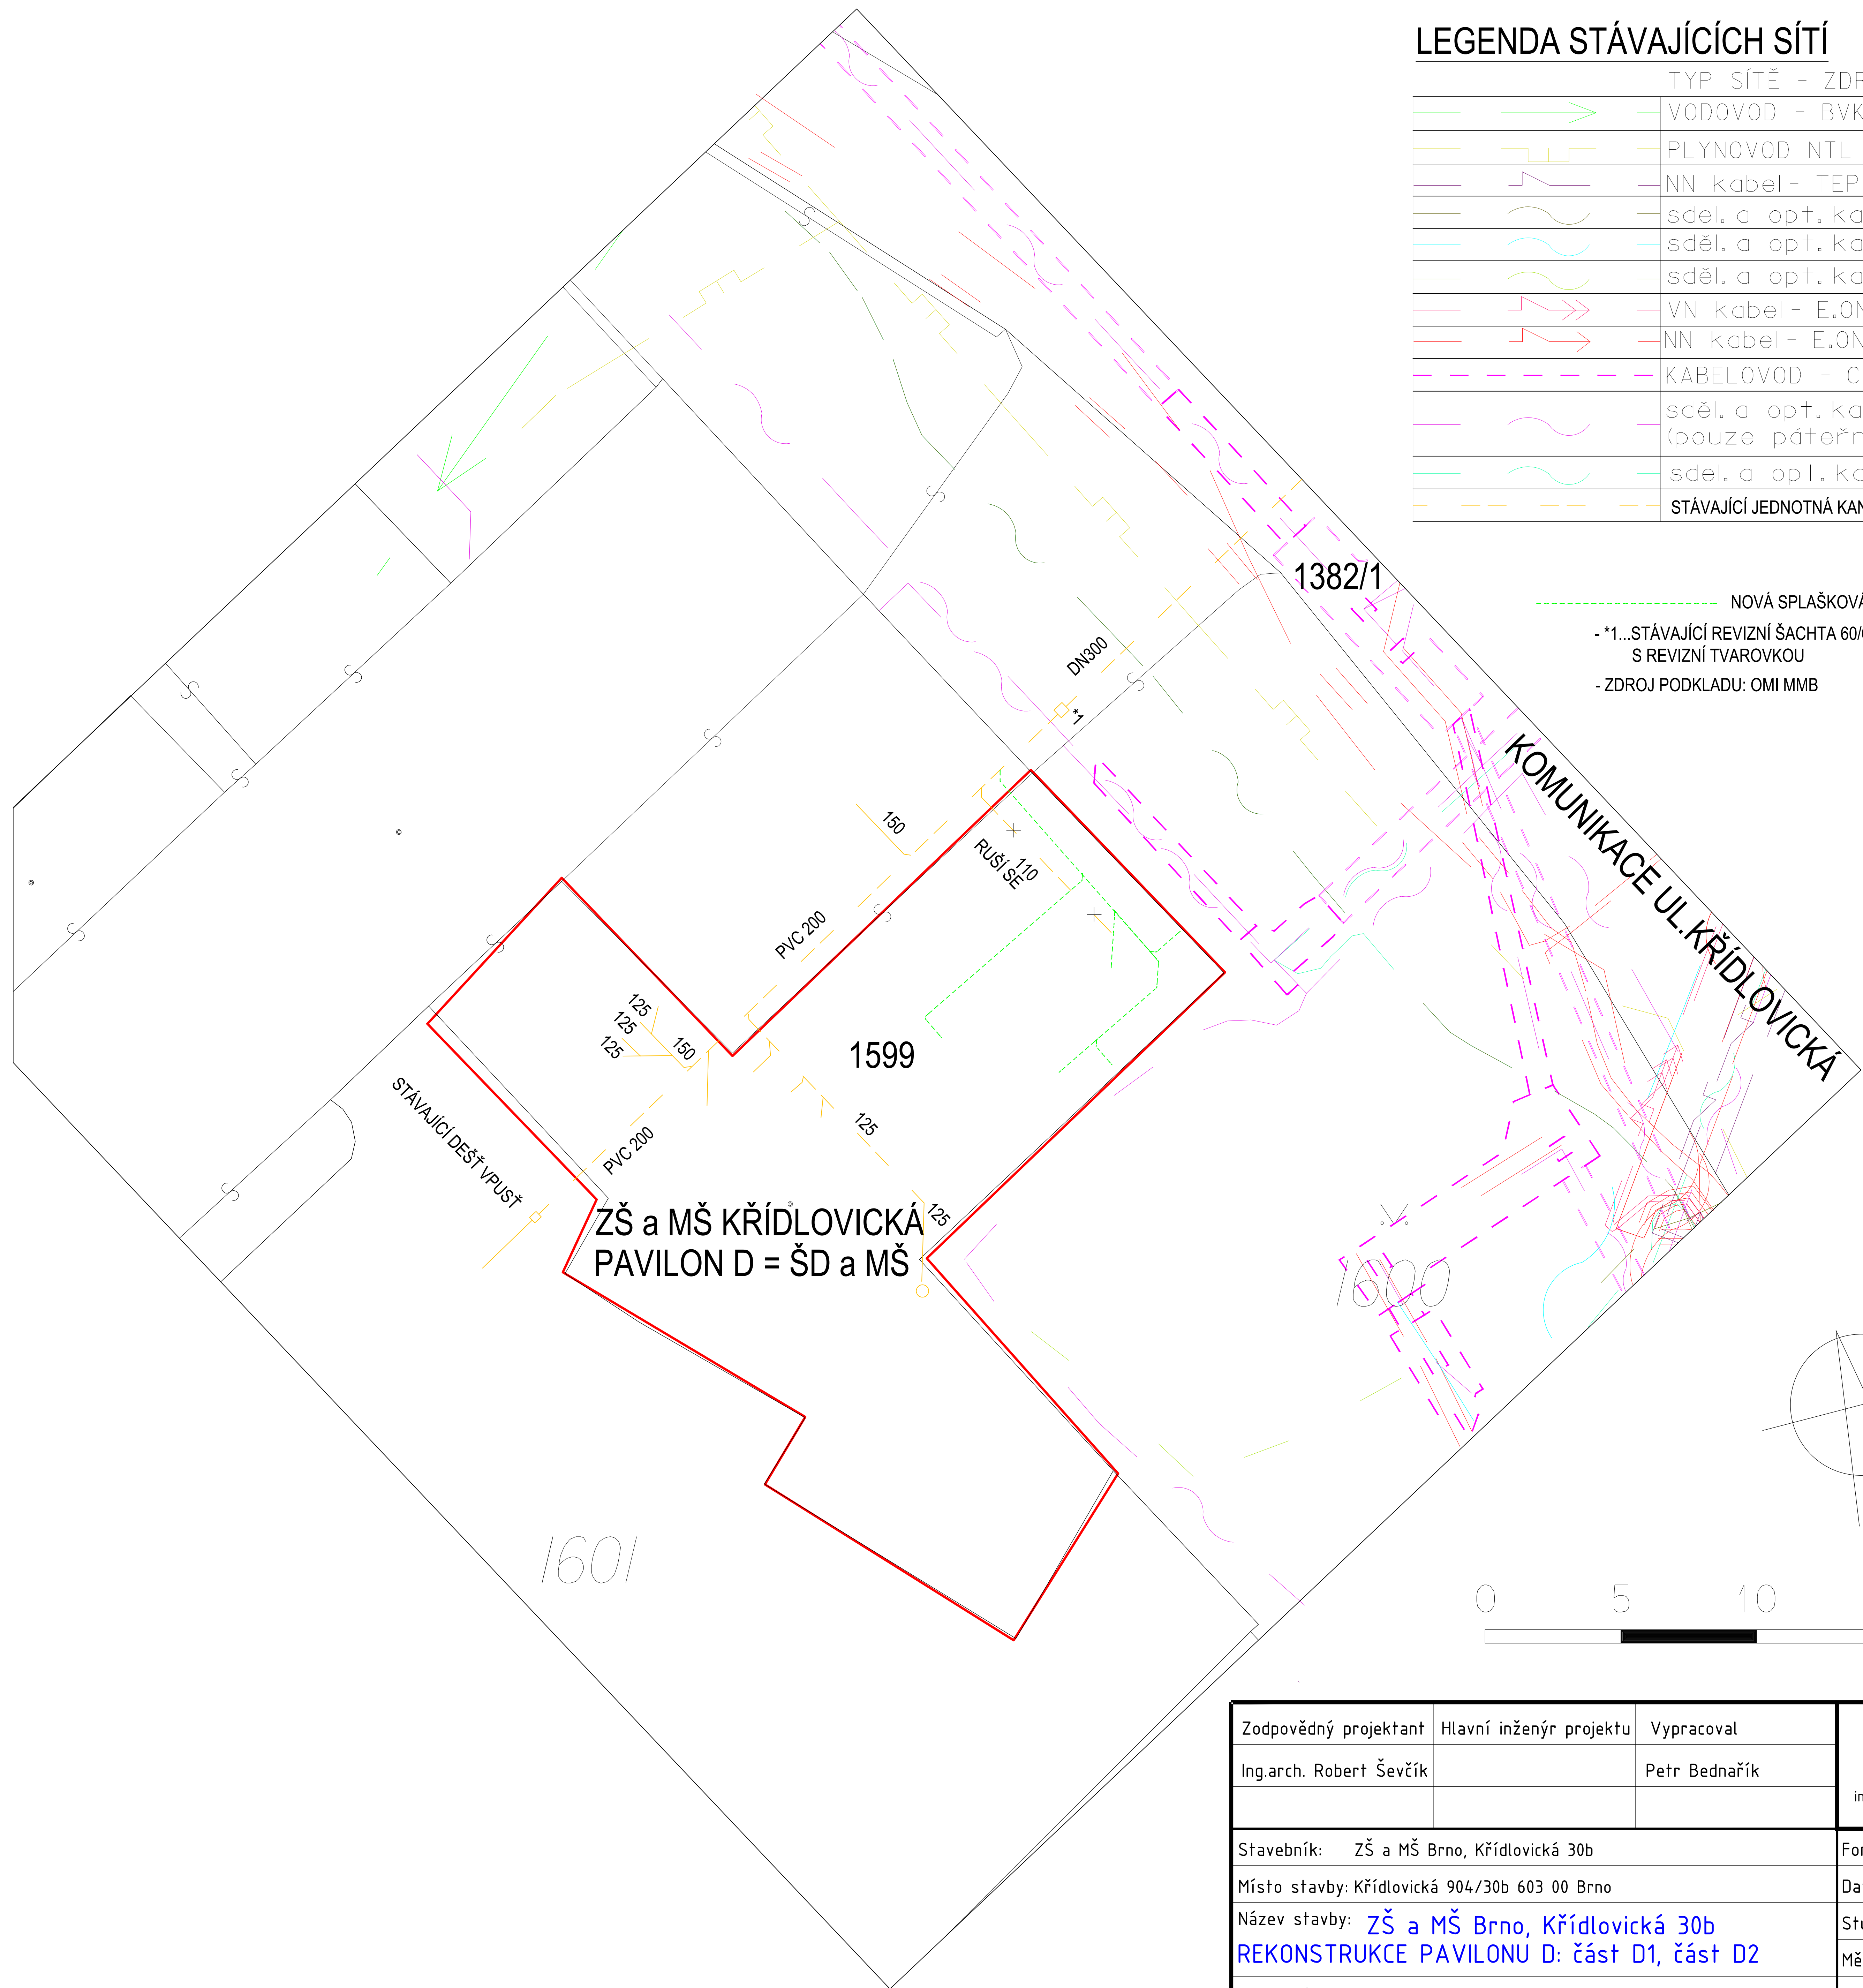 LEGENDA STÁVAJÍCÍCH SÍTÍ
TYP SÍTĚ - ZDR
VODOVOD - BVK
PLYNOVOD NTL
NN kabel- TEP
sdel. a opt. ka
sděl. a opt. ka
sděl. a opt. ka
VN kabel- E.ON
NN kabel- E.ON
KABELOVOD - C
sděl. a opt. ka
(pouze páteřn
sdel. a opl. ka
STÁVAJÍCÍ JEDNOTNÁ KAN
NOVÁ SPLAŠKOVÁ
- *1...STÁVAJÍCÍ REVIZNÍ ŠACHTA 60/
S REVIZNÍ TVAROVKOU
- ZDROJ PODKLADU: OMI MMB
1382/1
DN300
*1
KOMUNIKACE UL.KŘÍDLOVICKÁ
150
RUŠÍ SE
110
PVC 200
125
125
125
150
1599
125
STÁVAJÍCÍ DEŠŤ VPUSŤ
PVC 200
125
ZŠ a MŠ KŘÍDLOVICKÁ
PAVILON D = ŠD a MŠ
1600
1601
0 5 10
Zodpovědný projektant Hlavní inženýr projektu Vypracoval
Ing.arch. Robert Ševčík Petr Bednařík
in
Stavebník: ZŠ a MŠ Brno, Křídlovická 30b
For
Místo stavby: Křídlovická 904/30b 603 00 Brno
Da
Název stavby: ZŠ a MŠ Brno, Křídlovická 30b
REKONSTRUKCE PAVILONU D: část D1, část D2
Stu
Mě